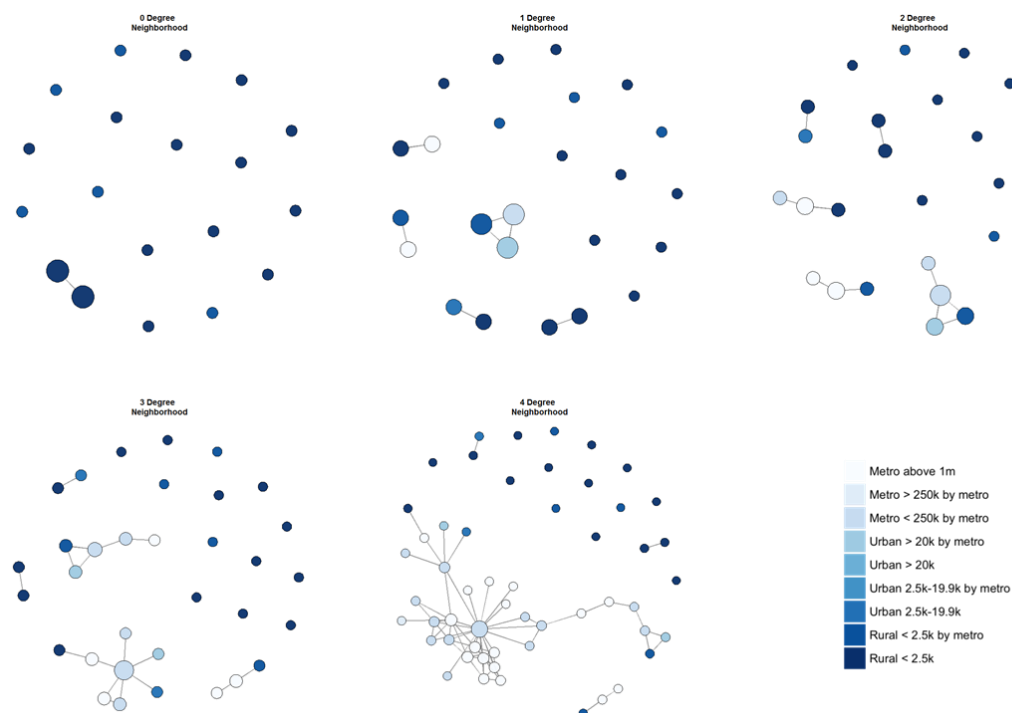 0 Degree
Neighborhood
1 Degree
Neighborhood
2 Degree
Neighborhood
3 Degree
Neighborhood
4 Degree
Neighborhood
Metro above 1m
Metro > 250k by metro
Metro < 250k by metro
Urban > 20k by metro
Urban > 20k
Urban 2.5k-19.9k by metro
Urban 2.5k-19.9k
Rural < 2.5k by metro
Rural < 2.5k